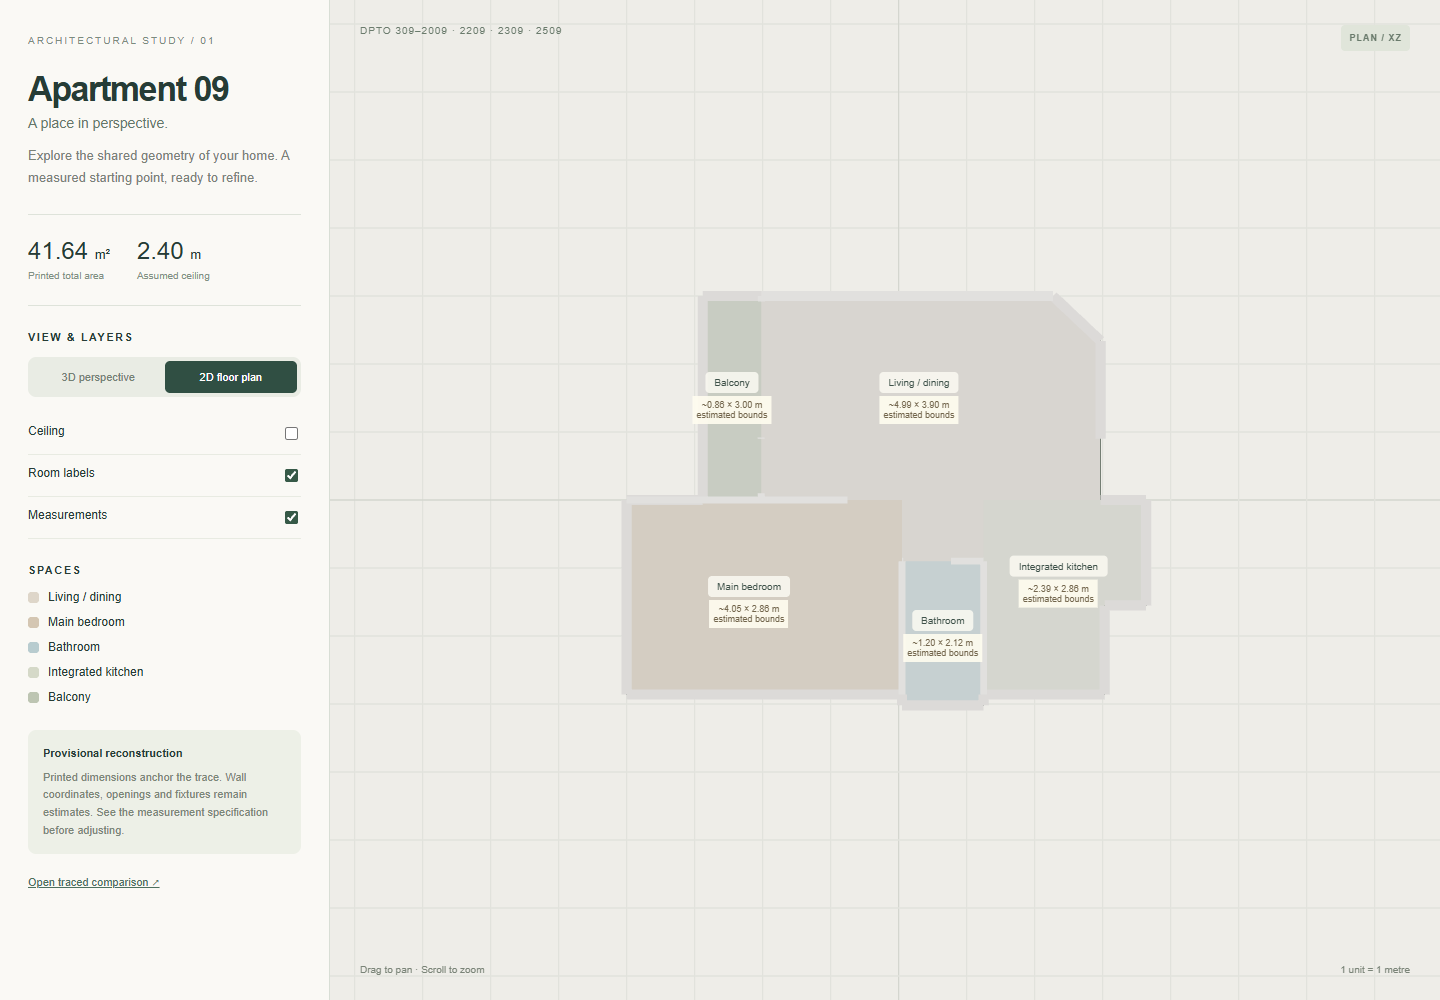 ARCHITECTURAL STUDY / 01
Apartment 09
A place in perspective.
Explore the shared geometry of your home. A
measured starting point, ready to refine.
41.64 m²
Printed total area
2.40 m
Assumed ceiling
VIEW & LAYERS
3D perspective
2D floor plan
Ceiling
Room labels
Measurements
SPACES
Living / dining
Main bedroom
Bathroom
Integrated kitchen
Balcony
Provisional reconstruction
Printed dimensions anchor the trace. Wall
coordinates, openings and fixtures remain
estimates. See the measurement specification
before adjusting.
Open traced comparison ↗
DPTO 309–2009 · 2209 · 2309 · 2509
PLAN / XZ
Balcony
~0.86 × 3.00 m
estimated bounds
Living / dining
~4.99 × 3.90 m
estimated bounds
Main bedroom
~4.05 × 2.86 m
estimated bounds
Bathroom
~1.20 × 2.12 m
estimated bounds
Integrated kitchen
~2.39 × 2.86 m
estimated bounds
Drag to pan · Scroll to zoom
1 unit = 1 metre